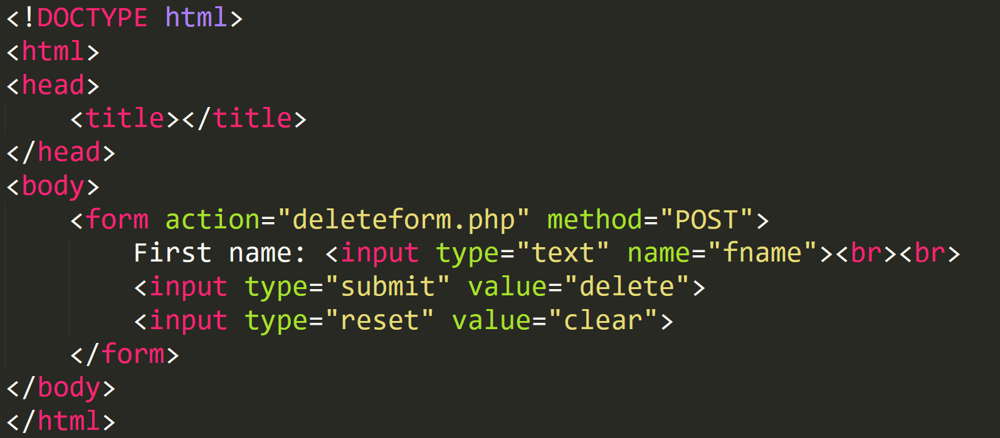 <!DOCTYPE html>
<html>
<head>
    <title></title>
</head>
<body>
    <form action="deleteform.php" method="POST">
        First name: <input type="text" name="fname"><br><br>
        <input type="submit" value="delete">
        <input type="reset" value="clear">
    </form>
</body>
</html>